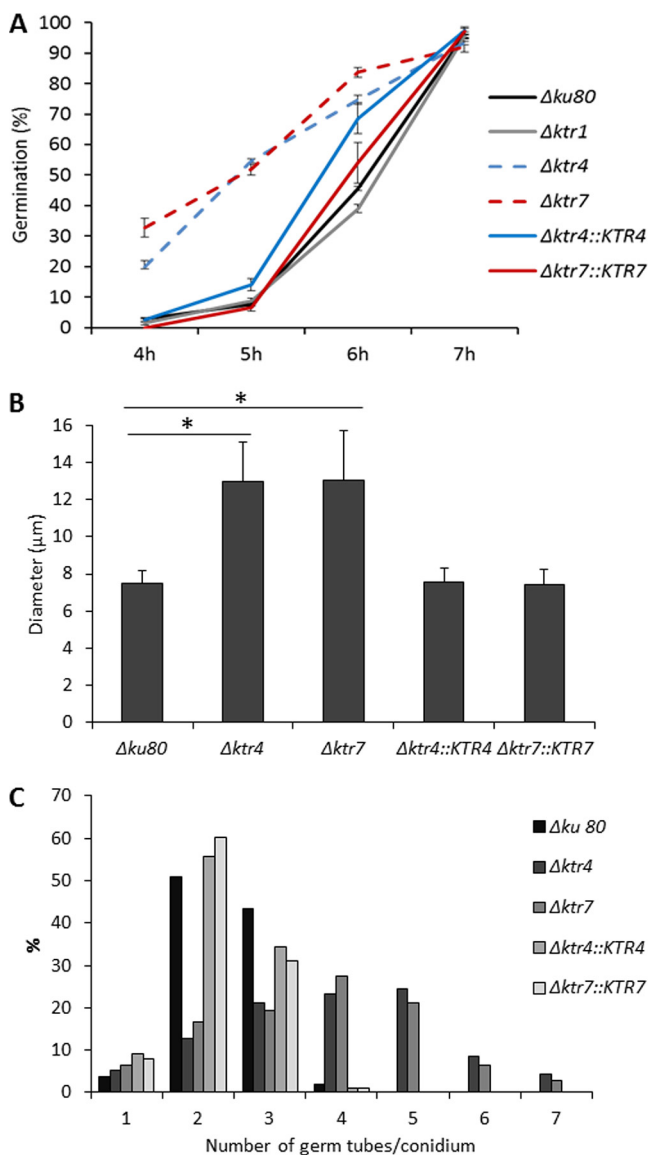 A
Germination (%)
100
90
80
70
60
50
40
30
20
10
0
4h 5h 6h 7h
Δku80
Δktr1
Δktr4
Δktr7
Δktr4::KTR4
Δktr7::KTR7
B
Diameter (μm)
16
14
12
10
8
6
4
2
0
*
*
Δku80 Δktr4 Δktr7 Δktr4::KTR4 Δktr7::KTR7
C
%
70
60
50
40
30
20
10
0
1 2 3 4 5 6 7
Number of germ tubes/conidium
Δku 80
Δktr4
Δktr7
Δktr4::KTR4
Δktr7::KTR7